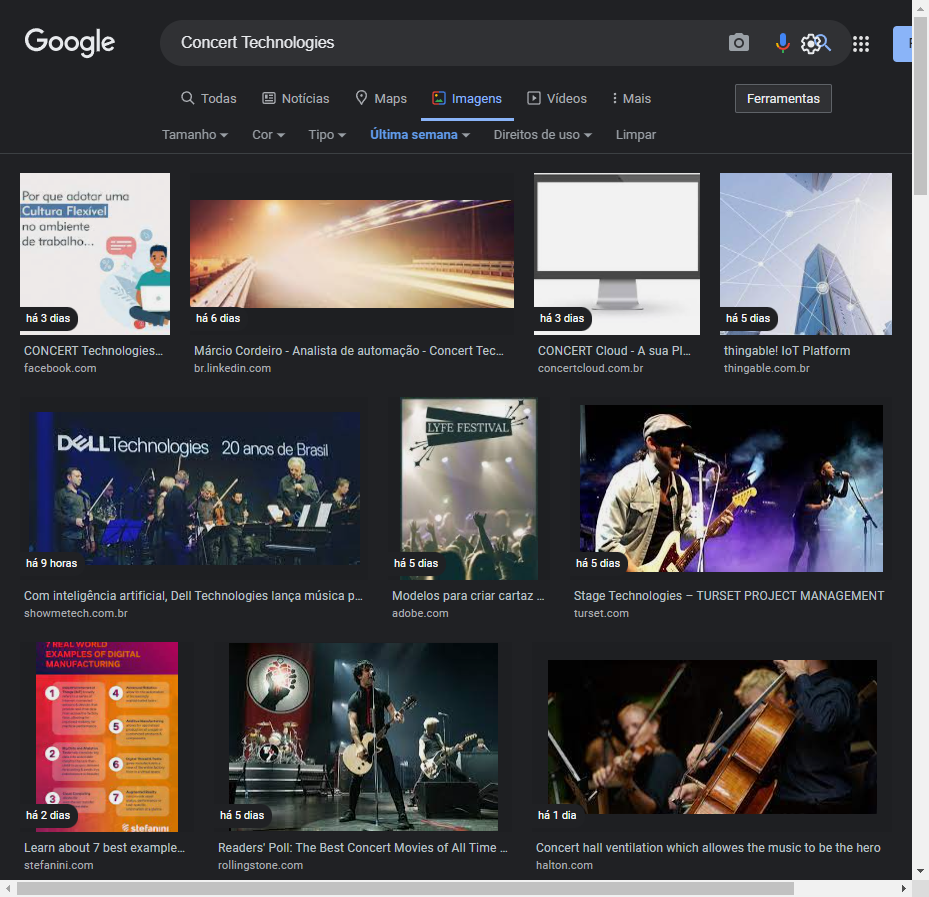 Google
Concert Technologies
Todas
Notícias
Maps
Imagens
Vídeos
Mais
Ferramentas
Tamanho
Cor
Tipo
Última semana
Direitos de uso
Limpar
Por que adotar uma
Cultura Flexível
no ambiente
de trabalho...
há 3 dias
há 6 dias
há 3 dias
há 5 dias
CONCERT Technologies...
facebook.com
Márcio Cordeiro - Analista de automação - Concert Tec...
br.linkedin.com
CONCERT Cloud - A sua Pl...
concertcloud.com.br
thingable! IoT Platform
thingable.com.br
DELL Technologies 20 anos de Brasil
LYFE FESTIVAL
há 9 horas
há 5 dias
há 5 dias
Com inteligência artificial, Dell Technologies lança música p...
showmetech.com.br
Modelos para criar cartaz ...
adobe.com
Stage Technologies – TURSET PROJECT MANAGEMENT
turset.com
7 REAL WORLD
EXAMPLES OF DIGITAL
MANUFACTURING
1
4
5
2
6
3
7
stefanini
há 2 dias
há 5 dias
há 1 dia
Learn about 7 best example...
stefanini.com
Readers' Poll: The Best Concert Movies of All Time ...
rollingstone.com
Concert hall ventilation which allowes the music to be the hero
halton.com